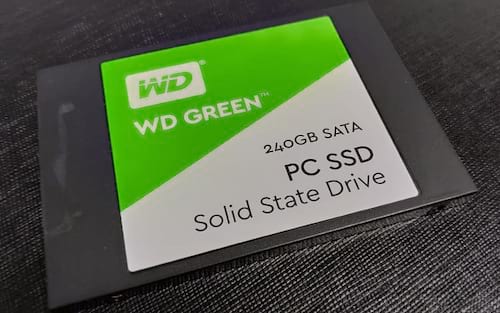 WD
WD GREEN™
240GB SATA
PC SSD
Solid State Drive